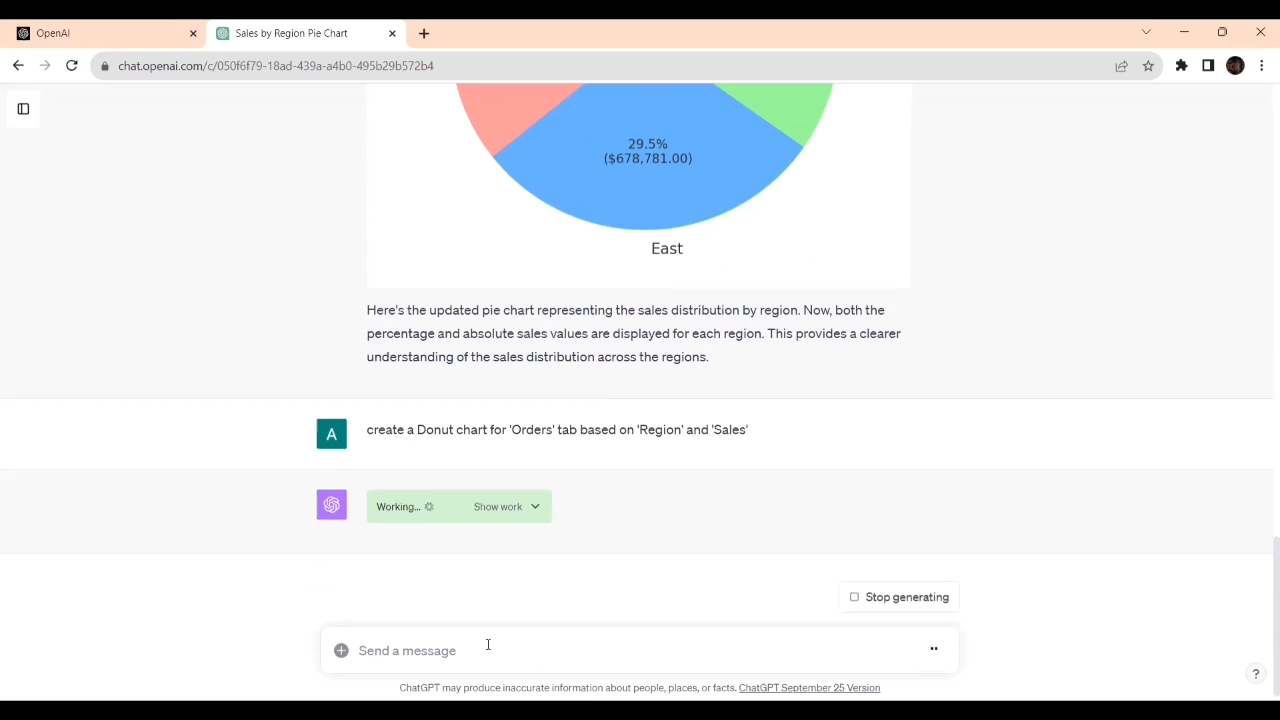 OpenAI
Sales by Region Pie Chart
chat.openai.com/c/050f6f79-18ad-439a-a4b0-495b29b572b4
29.5%
($678,781.00)
East
Here's the updated pie chart representing the sales distribution by region. Now, both the
percentage and absolute sales values are displayed for each region. This provides a clearer
understanding of the sales distribution across the regions.
A
create a Donut chart for 'Orders' tab based on 'Region' and 'Sales'
Working... Show work
Stop generating
Send a message
ChatGPT may produce inaccurate information about people, places, or facts. ChatGPT September 25 Version
?